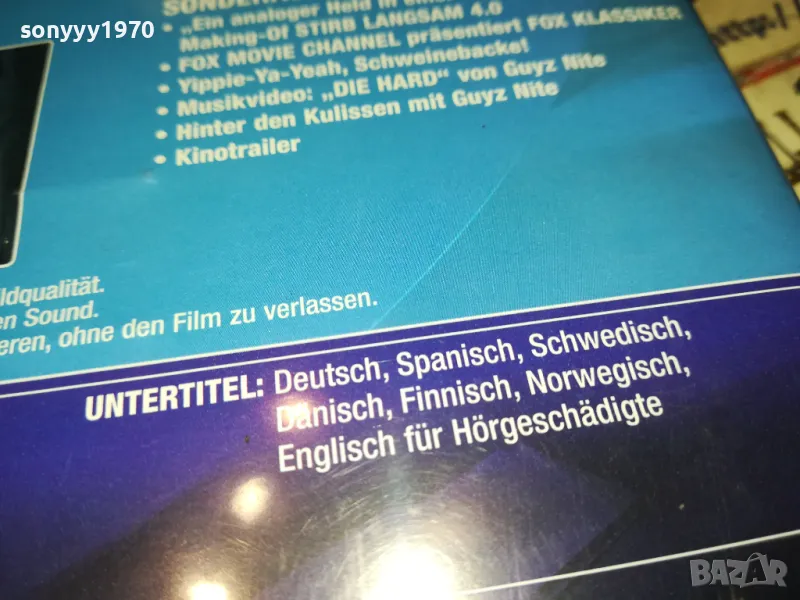 sonyyy1970
• „Ein analoger Held in
Making-Of STIRB LANGSAM 4.0
• FOX MOVIE CHANNEL präsentiert FOX KLASSIKER
• Yippie-Ya-Yeah, Schweinebacke!
• Musikvideo: „DIE HARD“ von Guyz Nite
• Hinter den Kulissen mit Guyz Nite
• Kinotrailer
ldqualität.
en Sound.
eren, ohne den Film zu verlassen.
UNTERTITEL: Deutsch, Spanisch, Schwedisch,
Dänisch, Finnisch, Norwegisch,
Englisch für Hörgeschädigte
BAZAR